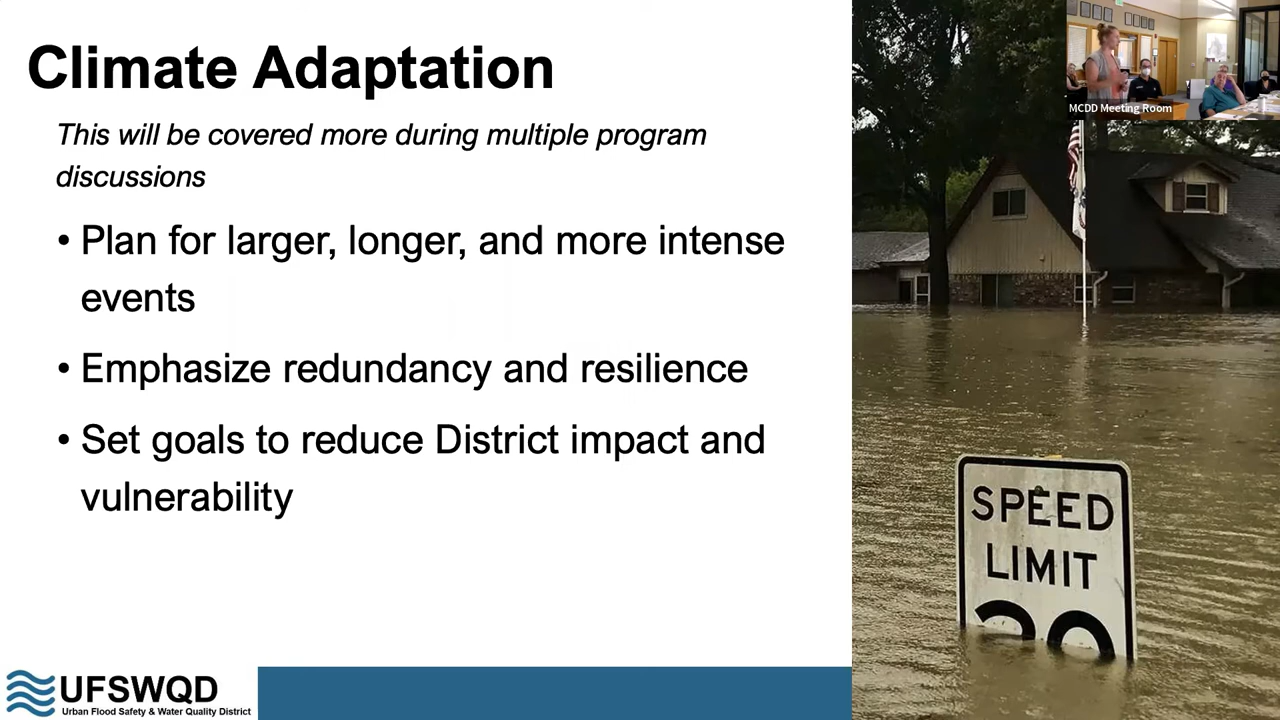 Climate Adaptation
This will be covered more during multiple program
discussions
• Plan for larger, longer, and more intense
events
• Emphasize redundancy and resilience
• Set goals to reduce District impact and
vulnerability
UFSWQD
Urban Flood Safety & Water Quality District
MCDD Meeting Room
SPEED
LIMIT